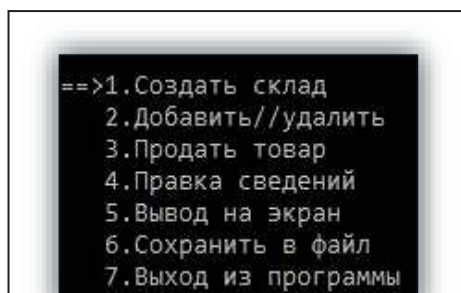 ==>1.Создать склад
2.Добавить//удалить
3.Продать товар
4.Правка сведений
5.Вывод на экран
6.Сохранить в файл
7.Выход из программы